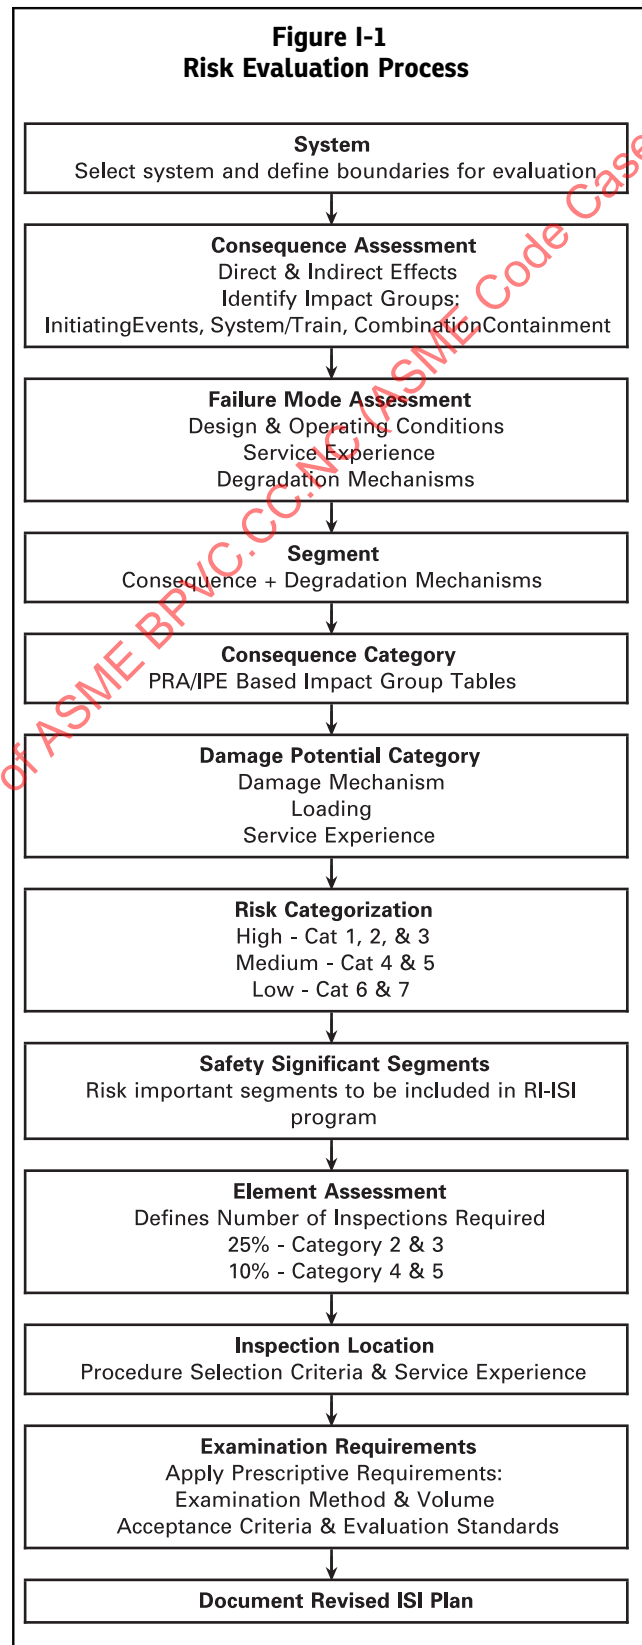 Figure I-1
Risk Evaluation Process
System
Select system and define boundaries for evaluation
Consequence Assessment
Direct & Indirect Effects
Identify Impact Groups:
InitiatingEvents, System/Train, CombinationContainment
Failure Mode Assessment
Design & Operating Conditions
Service Experience
Degradation Mechanisms
Segment
Consequence + Degradation Mechanisms
Consequence Category
PRA/IPE Based Impact Group Tables
Damage Potential Category
Damage Mechanism
Loading
Service Experience
Risk Categorization
High - Cat 1, 2, & 3
Medium - Cat 4 & 5
Low - Cat 6 & 7
Safety Significant Segments
Risk important segments to be included in RI-ISI
program
Element Assessment
Defines Number of Inspections Required
25% - Category 2 & 3
10% - Category 4 & 5
Inspection Location
Procedure Selection Criteria & Service Experience
Examination Requirements
Apply Prescriptive Requirements:
Examination Method & Volume
Acceptance Criteria & Evaluation Standards
Document Revised ISI Plan
of ASME BPVC.CC.NC (ASME Code Case